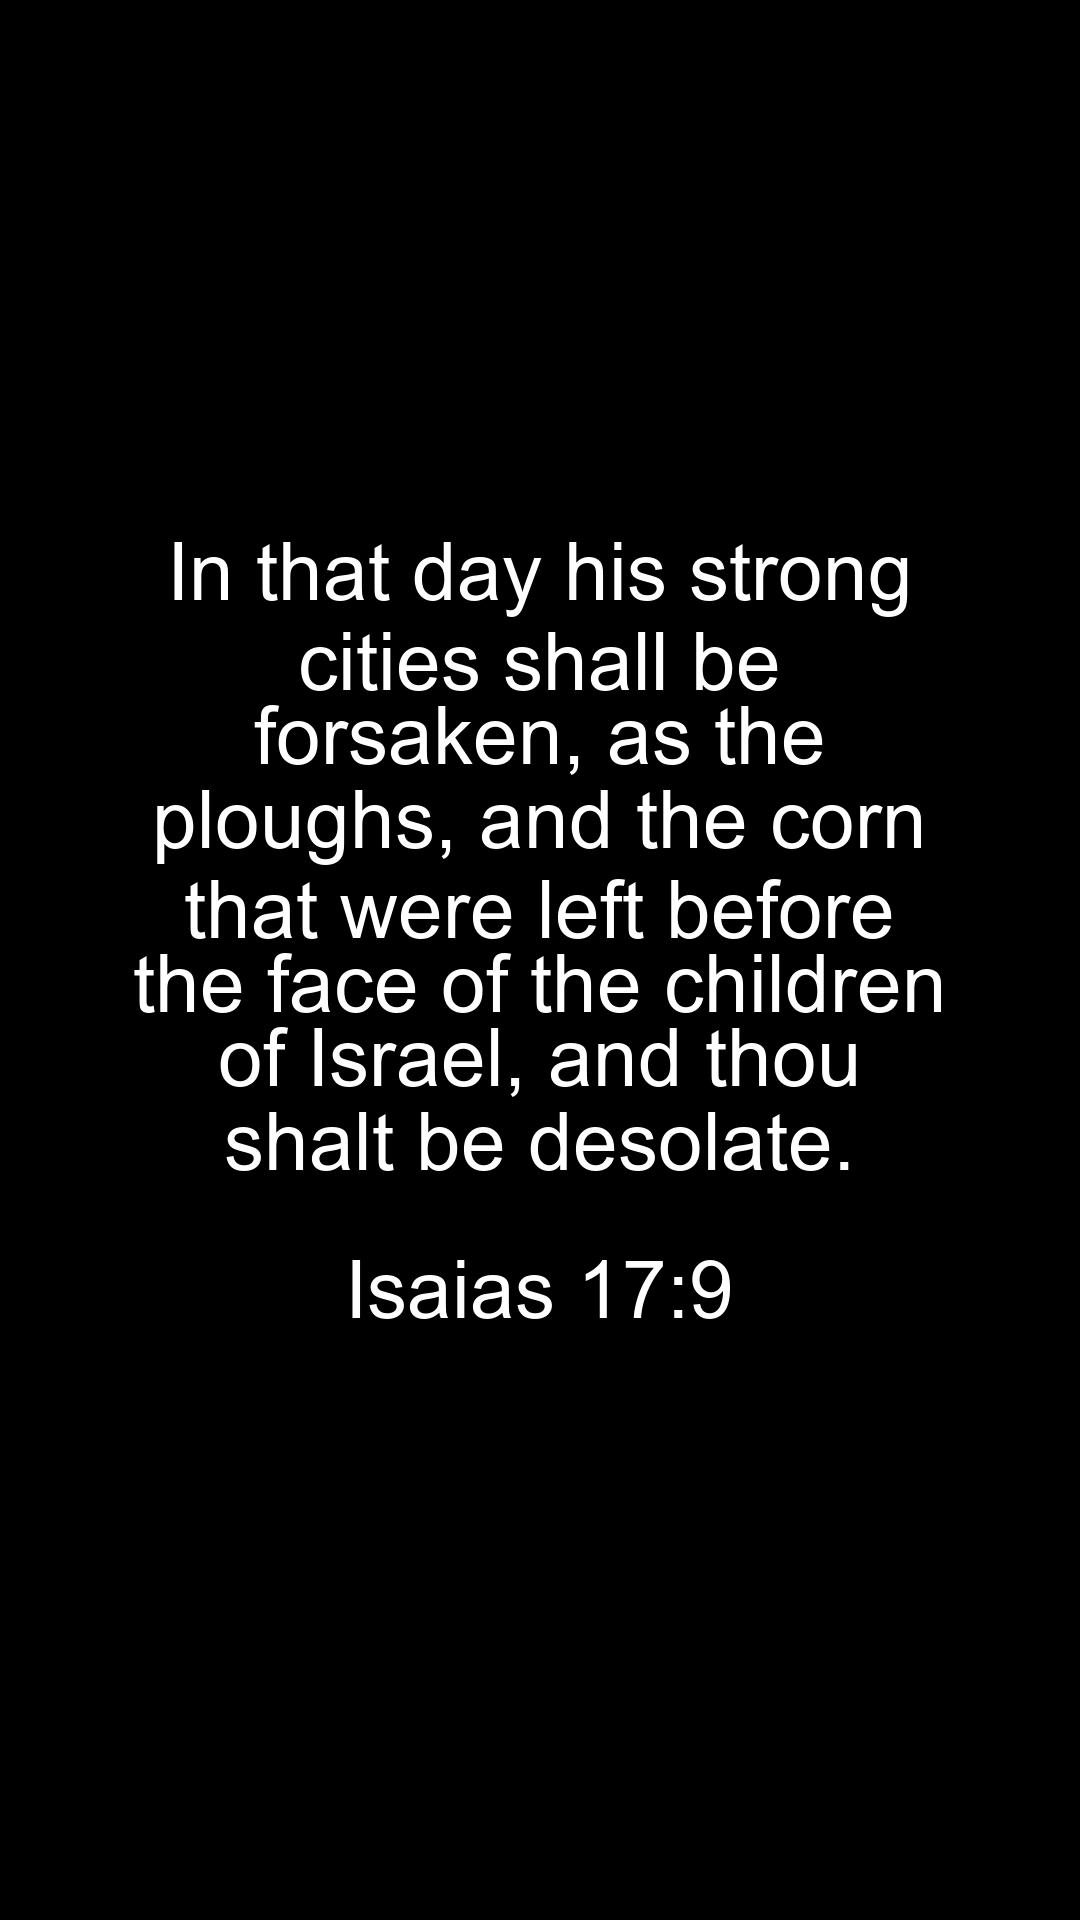 In that day his strong
cities shall be
forsaken, as the
ploughs, and the corn
that were left before
the face of the children
of Israel, and thou
shalt be desolate.
Isaias 17:9